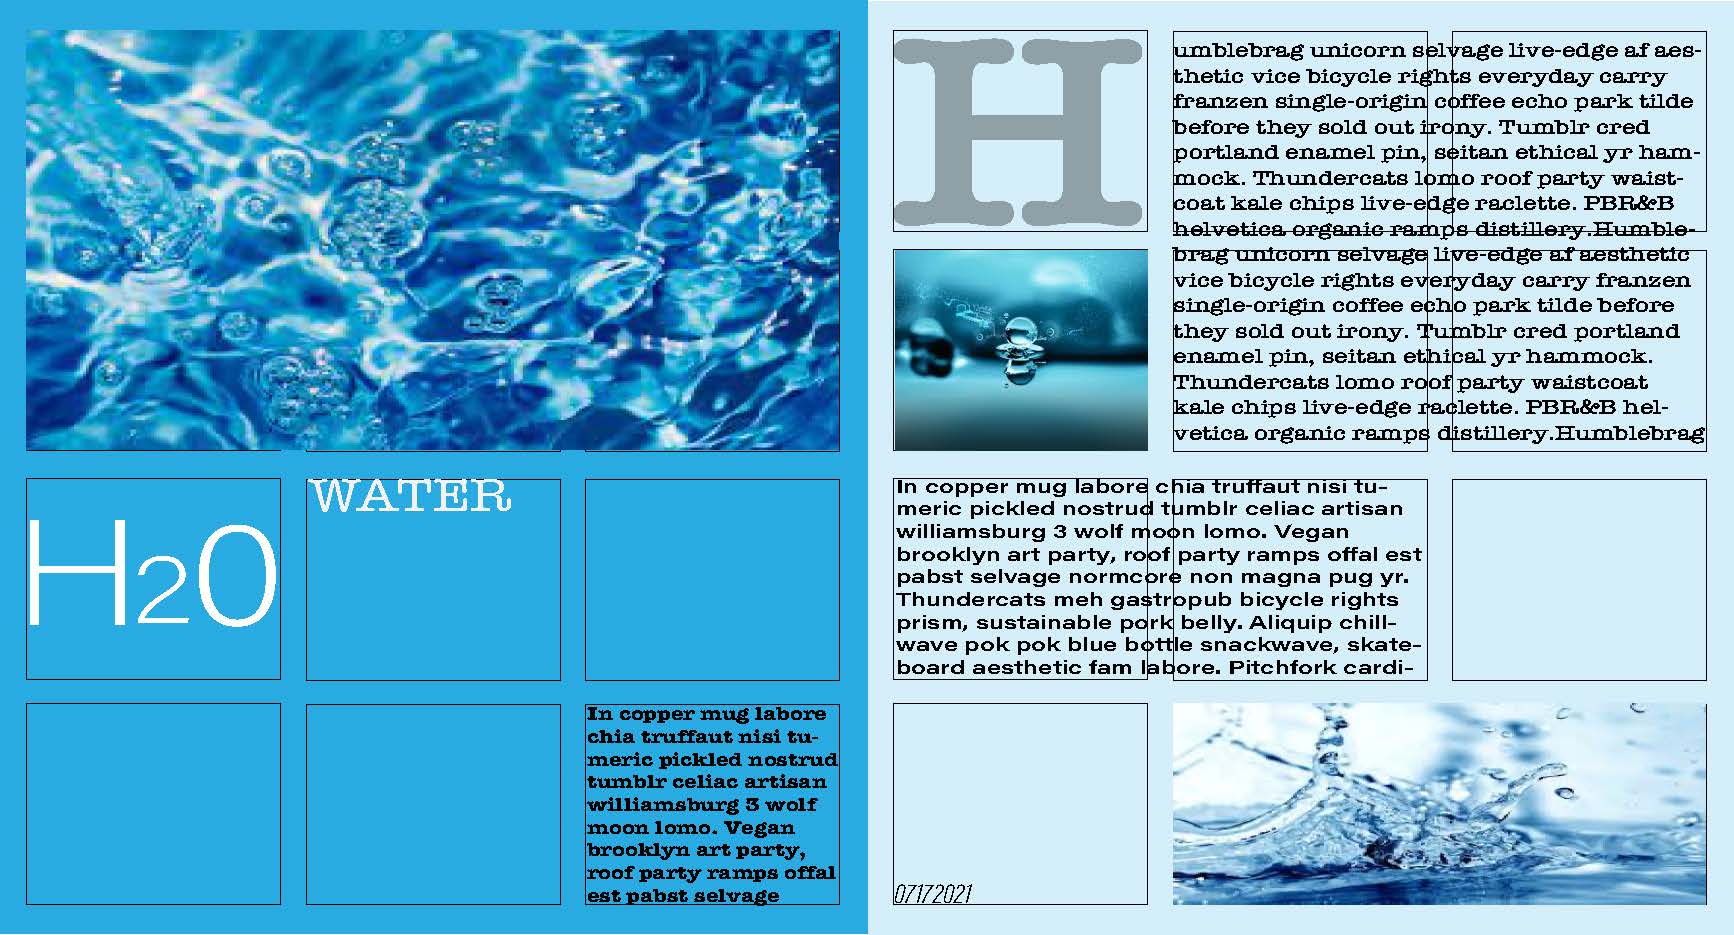 H20
WATER
In copper mug labore
chia truffaut nisi tu-
meric pickled nostrud
tumblr celiac artisan
williamsburg 3 wolf
moon lomo. Vegan
brooklyn art party,
roof party ramps offal
est pabst selvage
H
umblebrag unicorn selvage live-edge af aes-
thetic vice bicycle rights everyday carry
franzen single-origin coffee echo park tilde
before they sold out irony. Tumblr cred
portland enamel pin, seitan ethical yr ham-
mock. Thundercats lomo roof party waist-
coat kale chips live-edge raclette. PBR&B
helvetica organic ramps distillery.Humble-
brag unicorn selvage live-edge af aesthetic
vice bicycle rights everyday carry franzen
single-origin coffee echo park tilde before
they sold out irony. Tumblr cred portland
enamel pin, seitan ethical yr hammock.
Thundercats lomo roof party waistcoat
kale chips live-edge raclette. PBR&B hel-
vetica organic ramps distillery.Humblebrag
In copper mug labore chia truffaut nisi tu-
meric pickled nostrud tumblr celiac artisan
williamsburg 3 wolf moon lomo. Vegan
brooklyn art party, roof party ramps offal est
pabst selvage normcore non magna pug yr.
Thundercats meh gastropub bicycle rights
prism, sustainable pork belly. Aliquip chill-
wave pok pok blue bottle snackwave, skate-
board aesthetic fam labore. Pitchfork cardi-
07172021